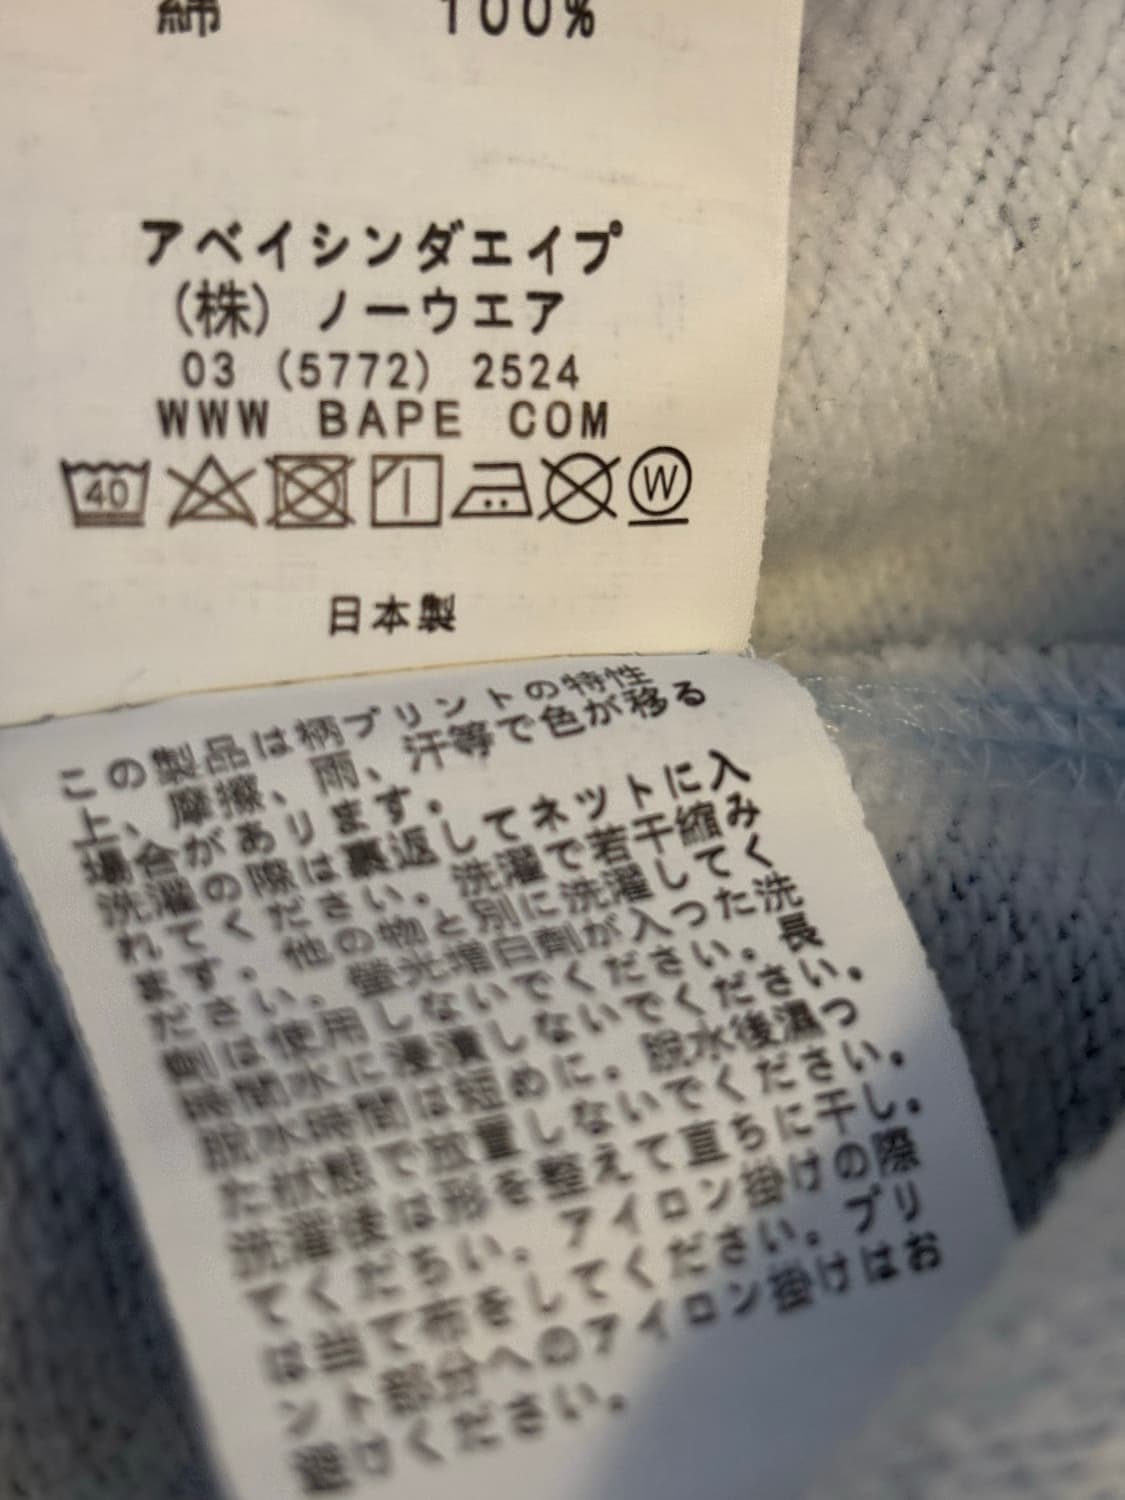 綿 100%
アベイシンダエイプ
(株) ノーウエア
03 (5772) 2524
WWW BAPE COM
40 W
日本製
この製品は柄プリントの特性
上、摩擦、雨、汗等で色が移る
場合があります。
洗濯の際は裏返してネットに入
れてください。洗濯で若干縮み
ます。他の物と別に洗濯してく
ださい。螢光増白剤が入った洗
剤は使用しないでください。長
時間水に浸漬しないでください。
脱水時間は短めに。脱水後濡つ
た状態で放置しないでください。
洗濯後は形を整えて直ちに干し。
てくだちい。アイロン掛けの際
は当て布をしてください。プリ
ント部分へのアイロン掛けはお
避けください。